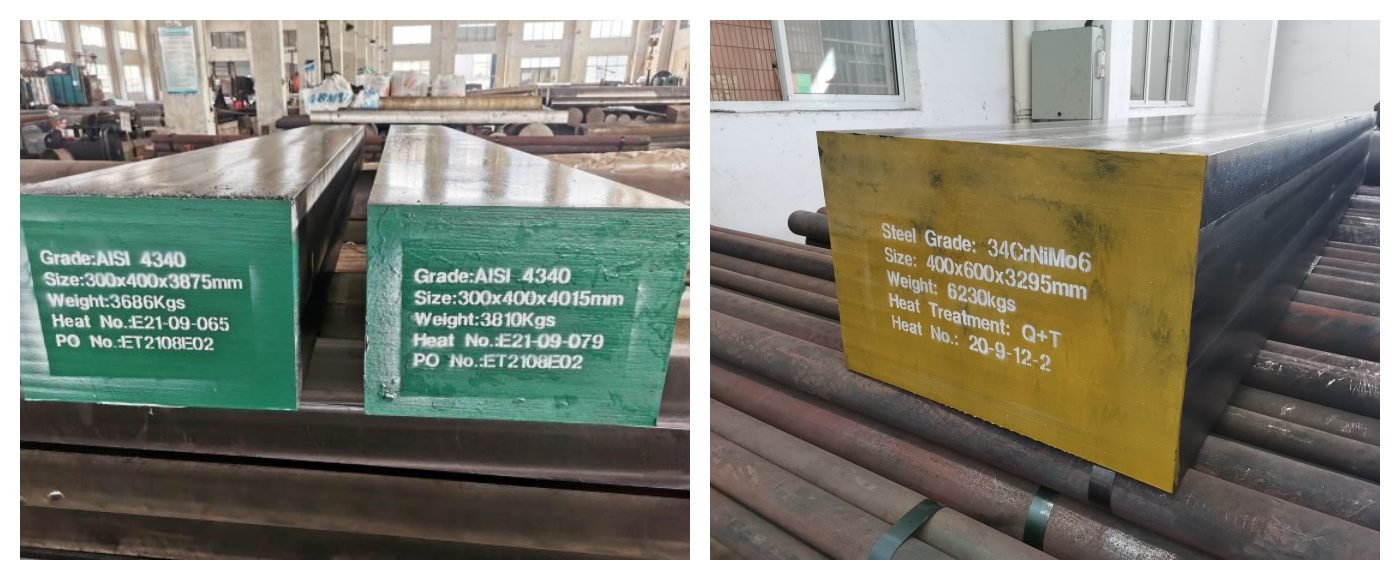 Grade:AISI 4340
Size:300x400x3875mm
Weight:3686Kgs
Heat No.:E21-09-065
PO No.:ET2108E02
Grade:AISI 4340
Size:300x400x4015mm
Weight:3810Kgs
Heat No.:E21-09-079
PO No.:ET2108E02
Steel Grade: 34CrNiMo6
Size: 400x600x3295mm
Weight: 6230kgs
Heat Treatment: Q+T
Heat No.: 20-9-12-2